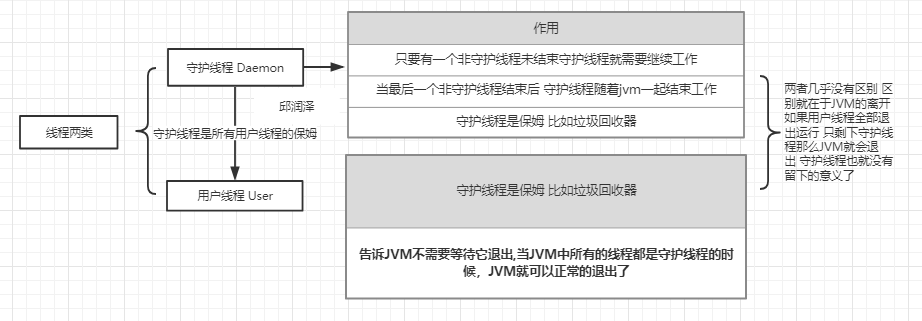 线程两类
守护线程 Daemon
邱润泽
守护线程是所有用户线程的保姆
用户线程 User
作用
只要有一个非守护线程未结束守护线程就需要继续工作
当最后一个非守护线程结束后 守护线程随着jvm一起结束工作
守护线程是保姆 比如垃圾回收器
守护线程是保姆 比如垃圾回收器
告诉JVM不需要等待它退出,当JVM中所有的线程都是守护线程的时
候，JVM就可以正常的退出了
两者几乎没有区别 区
别就在于JVM的离开
如果用户线程全部退
出运行 只剩下守护线
程那么JVM就会退
出 守护线程也就没有
留下的意义了